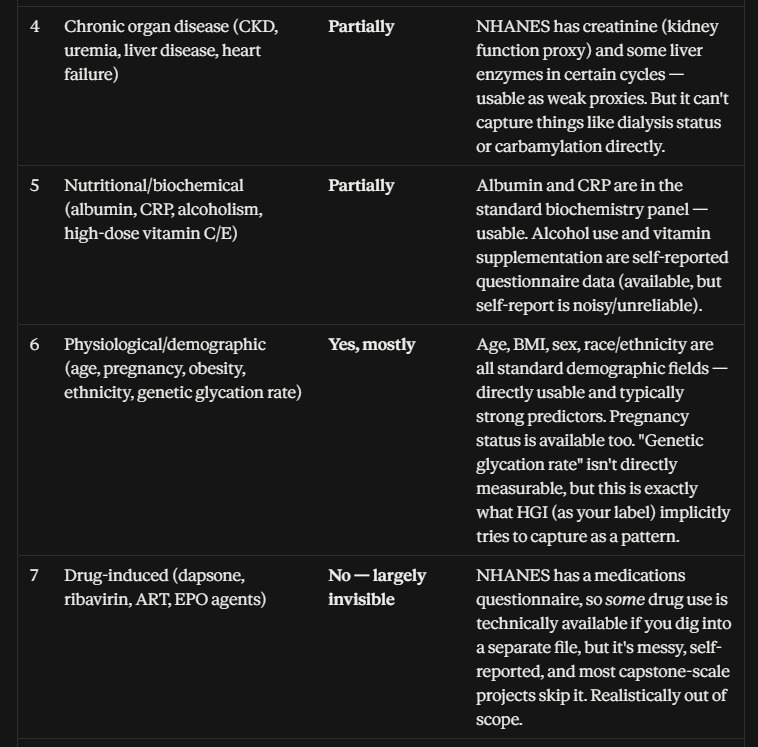 4 Chronic organ disease (CKD, uremia, liver disease, heart failure) Partially NHANES has creatinine (kidney
function proxy) and some liver
enzymes in certain cycles —
usable as weak proxies. But it can't
capture things like dialysis status
or carbamylation directly.
5 Nutritional/biochemical (albumin, CRP, alcoholism, high-dose vitamin C/E) Partially Albumin and CRP are in the
standard biochemistry panel —
usable. Alcohol use and vitamin
supplementation are self-reported
questionnaire data (available, but
self-report is noisy/unreliable).
6 Physiological/demographic (age, pregnancy, obesity, ethnicity, genetic glycation rate) Yes, mostly Age, BMI, sex, race/ethnicity are
all standard demographic fields —
directly usable and typically
strong predictors. Pregnancy
status is available too. "Genetic
glycation rate" isn't directly
measurable, but this is exactly
what HGI (as your label) implicitly
tries to capture as a pattern.
7 Drug-induced (dapsone, ribavirin, ART, EPO agents) No — largely invisible NHANES has a medications
questionnaire, so some drug use is
technically available if you dig into
a separate file, but it's messy, self-
reported, and most capstone-scale
projects skip it. Realistically out of
scope.